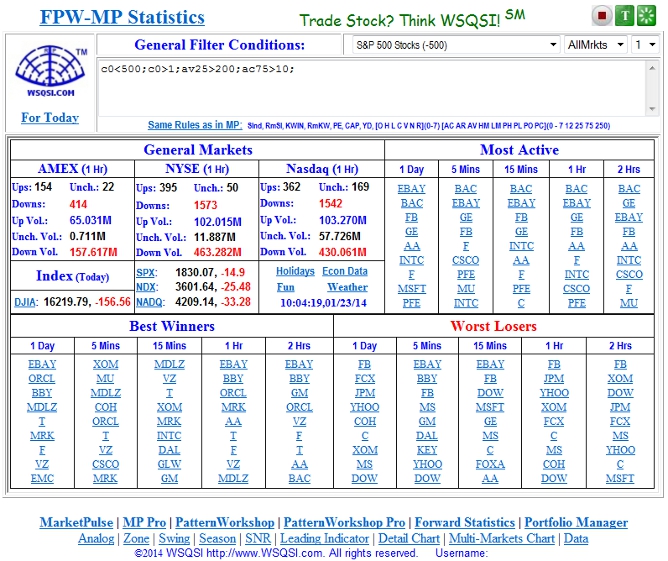 FPW-MP Statistics
Trade Stock? Think WSQSI! SM
T
General Filter Conditions:
S&P 500 Stocks (-500)
AllMrkts
1
WSQSI.COM
For Today
c0<500;c0>1;av25>200;ac75>10;
Same Rules as in MP: SInd, RmSI, KWIN, RmKW, PE, CAP, YD, [O H L C V N R](0-7) [AC AR AV HM LM PH PL PO PC](0 - 7 12 25 75 250)
General Markets
Most Active
AMEX (1 Hr) NYSE (1 Hr) Nasdaq (1 Hr)
1 Day 5 Mins 15 Mins 1 Hr 2 Hrs
Ups: 154 Unch.: 22 Ups: 395 Unch.: 50 Ups: 362 Unch.: 169
Downs: 414 Downs: 1573 Downs: 1542
Up Vol.: 65.031M Up Vol.: 102.015M Up Vol.: 103.270M
Unch. Vol.: 0.711M Unch. Vol.: 11.887M Unch. Vol.: 57.726M
Down Vol. 157.617M Down Vol. 463.282M Down Vol. 430.061M
Index (Today)
DJIA: 16219.79, -156.56
SPX: 1830.07, -14.9
NDX: 3601.64, -25.48
NADQ: 4209.14, -33.28
Holidays Econ Data
Fun Weather
10:04:19,01/23/14
EBAY BAC BAC BAC BAC
BAC EBAY EBAY EBAY GE
FB GE FB GE EBAY
GE FB GE FB FB
AA F INTC INTC AA
INTC CSCO AA AA F
F PFE F INTC CSCO
MSFT MU PFE CSCO F
PFE INTC C PFE MU
Best Winners
Worst Losers
1 Day 5 Mins 15 Mins 1 Hr 2 Hrs 1 Day 5 Mins 15 Mins 1 Hr 2 Hrs
EBAY XOM MDLZ EBAY EBAY FB EBAY EBAY FB FB
ORCL MU VZ BBY BBY FCX BBY FB JPM XOM
BBY MDLZ T ORCL GM JPM FB DOW YHOO DOW
MDLZ COH XOM MRK ORCL YHOO MS MSFT XOM JPM
T ORCL MRK AA VZ COH GM GE FCX FCX
MRK T INTC T F C DAL MS C MS
F VZ DAL F T XOM KEY C MS YHOO
VZ CSCO GLW VZ AA MS YHOO FOXA COH C
EMC MRK GM MDLZ BAC DOW DOW AA DOW MSFT
MarketPulse | MP Pro | PatternWorkshop | PatternWorkshop Pro | Forward Statistics | Portfolio Manager
Analog | Zone | Swing | Season | SNR | Leading Indicator | Detail Chart | Multi-Markets Chart | Data
©2014 WSQSI http://www.WSQSI.com. All rights reserved. Username: